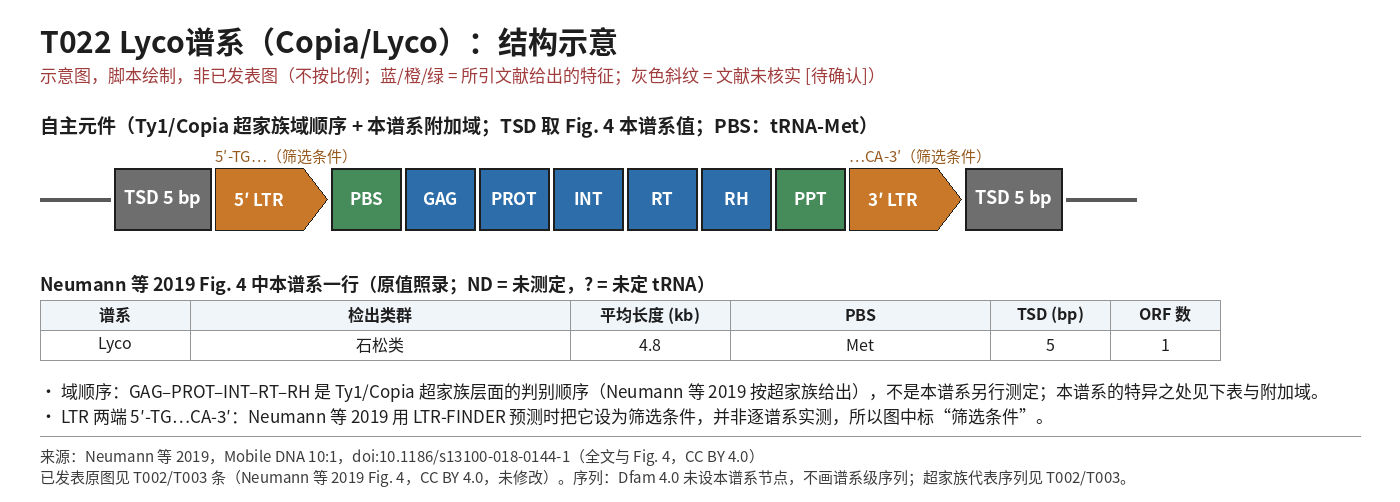 T022 Lyco谱系（Copia/Lyco）：结构示意
示意图，脚本绘制，非已发表图（不按比例；蓝/橙/绿 = 所引文献给出的特征；灰色斜纹 = 文献未核实 [待确认]）
自主元件（Ty1/Copia 超家族域顺序 + 本谱系附加域；TSD 取 Fig. 4 本谱系值；PBS：tRNA-Met）
5′-TG…（筛选条件） …CA-3′（筛选条件）
TSD 5 bp 5′ LTR PBS GAG PROT INT RT RH PPT 3′ LTR TSD 5 bp
Neumann 等 2019 Fig. 4 中本谱系一行（原值照录；ND = 未测定，? = 未定 tRNA）
谱系 检出类群 平均长度 (kb) PBS TSD (bp) ORF 数
Lyco 石松类 4.8 Met 5 1
· 域顺序：GAG–PROT–INT–RT–RH 是 Ty1/Copia 超家族层面的判别顺序（Neumann 等 2019 按超家族给出），不是本谱系另行测定；本谱系的特异之处见下表与附加域。
· LTR 两端 5′-TG…CA-3′：Neumann 等 2019 用 LTR-FINDER 预测时把它设为筛选条件，并非逐谱系实测，所以图中标“筛选条件”。
来源：Neumann 等 2019，Mobile DNA 10:1，doi:10.1186/s13100-018-0144-1（全文与 Fig. 4，CC BY 4.0）
已发表原图见 T002/T003 条（Neumann 等 2019 Fig. 4，CC BY 4.0，未修改）。序列：Dfam 4.0 未设本谱系节点，不画谱系级序列；超家族代表序列见 T002/T003。